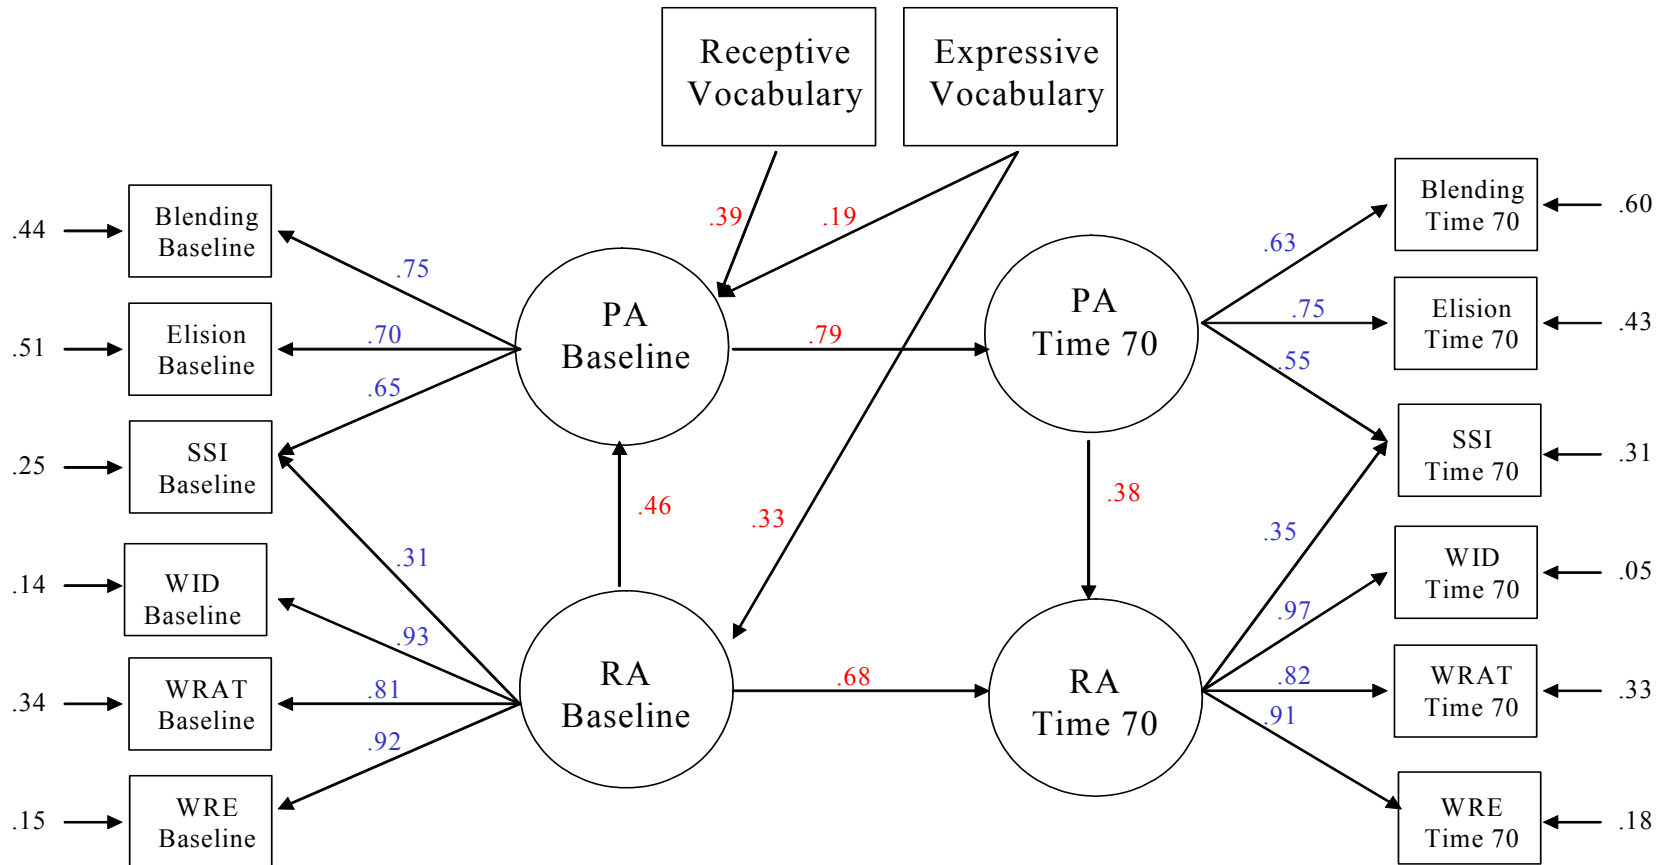 Receptive
Vocabulary
Expressive
Vocabulary
.39
.19
.44
Blending
Baseline
.75
.51
Elision
Baseline
.70
.25
SSI
Baseline
.65
.31
.14
WID
Baseline
.93
.34
WRAT
Baseline
.81
.15
WRE
Baseline
.92
PA
Baseline
.79
PA
Time 70
.46
.33
.38
RA
Baseline
.68
RA
Time 70
.63
Blending
Time 70
.60
.75
Elision
Time 70
.43
.55
SSI
Time 70
.31
.35
WID
Time 70
.05
.97
WRAT
Time 70
.33
.82
.91
WRE
Time 70
.18